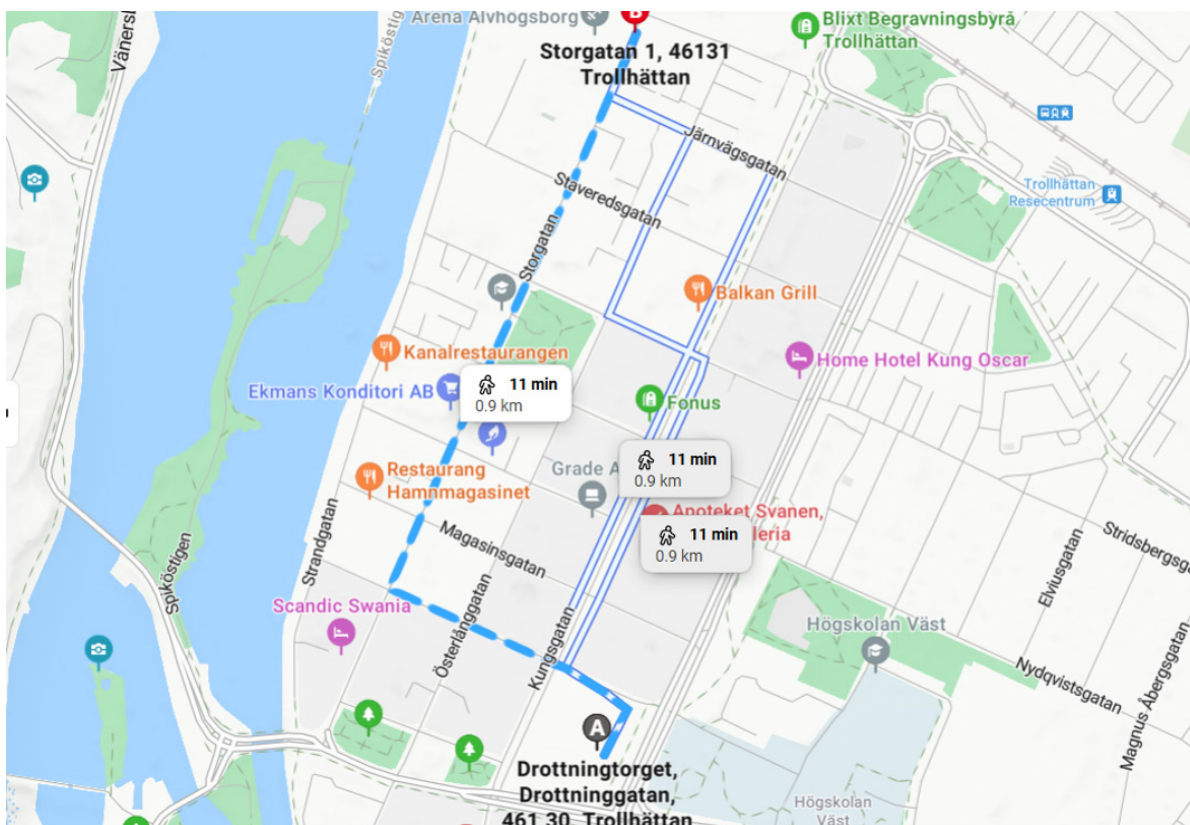 Arena Älvhögsborg
Blixt Begravningsbyrå
Trollhättan
Storgatan 1, 46131
Trollhättan
Spiköstigen
Järnvägsgatan
Staveredsgatan
Trollhättan
Resecentrum
Storgatan
Balkan Grill
Kanalrestaurangen
Home Hotel Kung Oscar
11 min
0.9 km
Ekmans Konditori AB
Fonus
11 min
0.9 km
Restaurang
Hamnmagasinet
Grade
Apoteket Svanen,
11 min
0.9 km
Magasinsgatan
Strandgatan
Spiköstigen
Elviusgatan
Scandic Swania
Österlånggatan
Kungsgatan
Högskolan Väst
Nydqvistsgatan
Magnus Åbergsgatan
A
Drottningtorget,
Drottninggatan,
461 30, Trollhättan
Högskolan
Väst